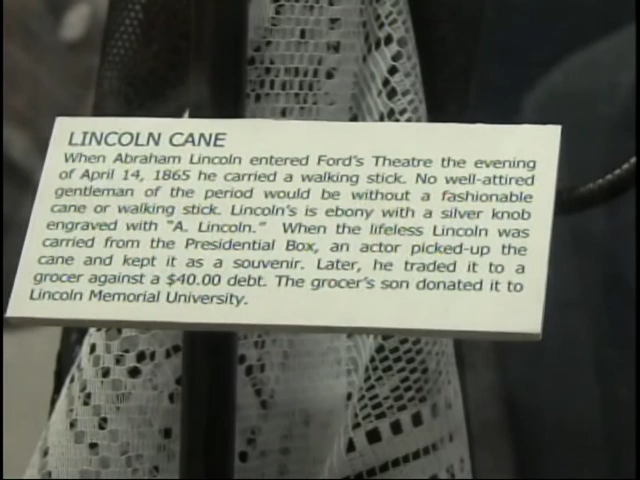 LINCOLN CANE
When Abraham Lincoln entered Ford's Theatre the evening
of April 14, 1865 he carried a walking stick. No well-attired
gentleman of the period would be without a fashionable
cane or walking stick. Lincoln's is ebony with a silver knob
engraved with "A. Lincoln." When the lifeless Lincoln was
carried from the Presidential Box, an actor picked-up the
cane and kept it as a souvenir. Later, he traded it to a
grocer against a $40.00 debt. The grocer's son donated it to
Lincoln Memorial University.